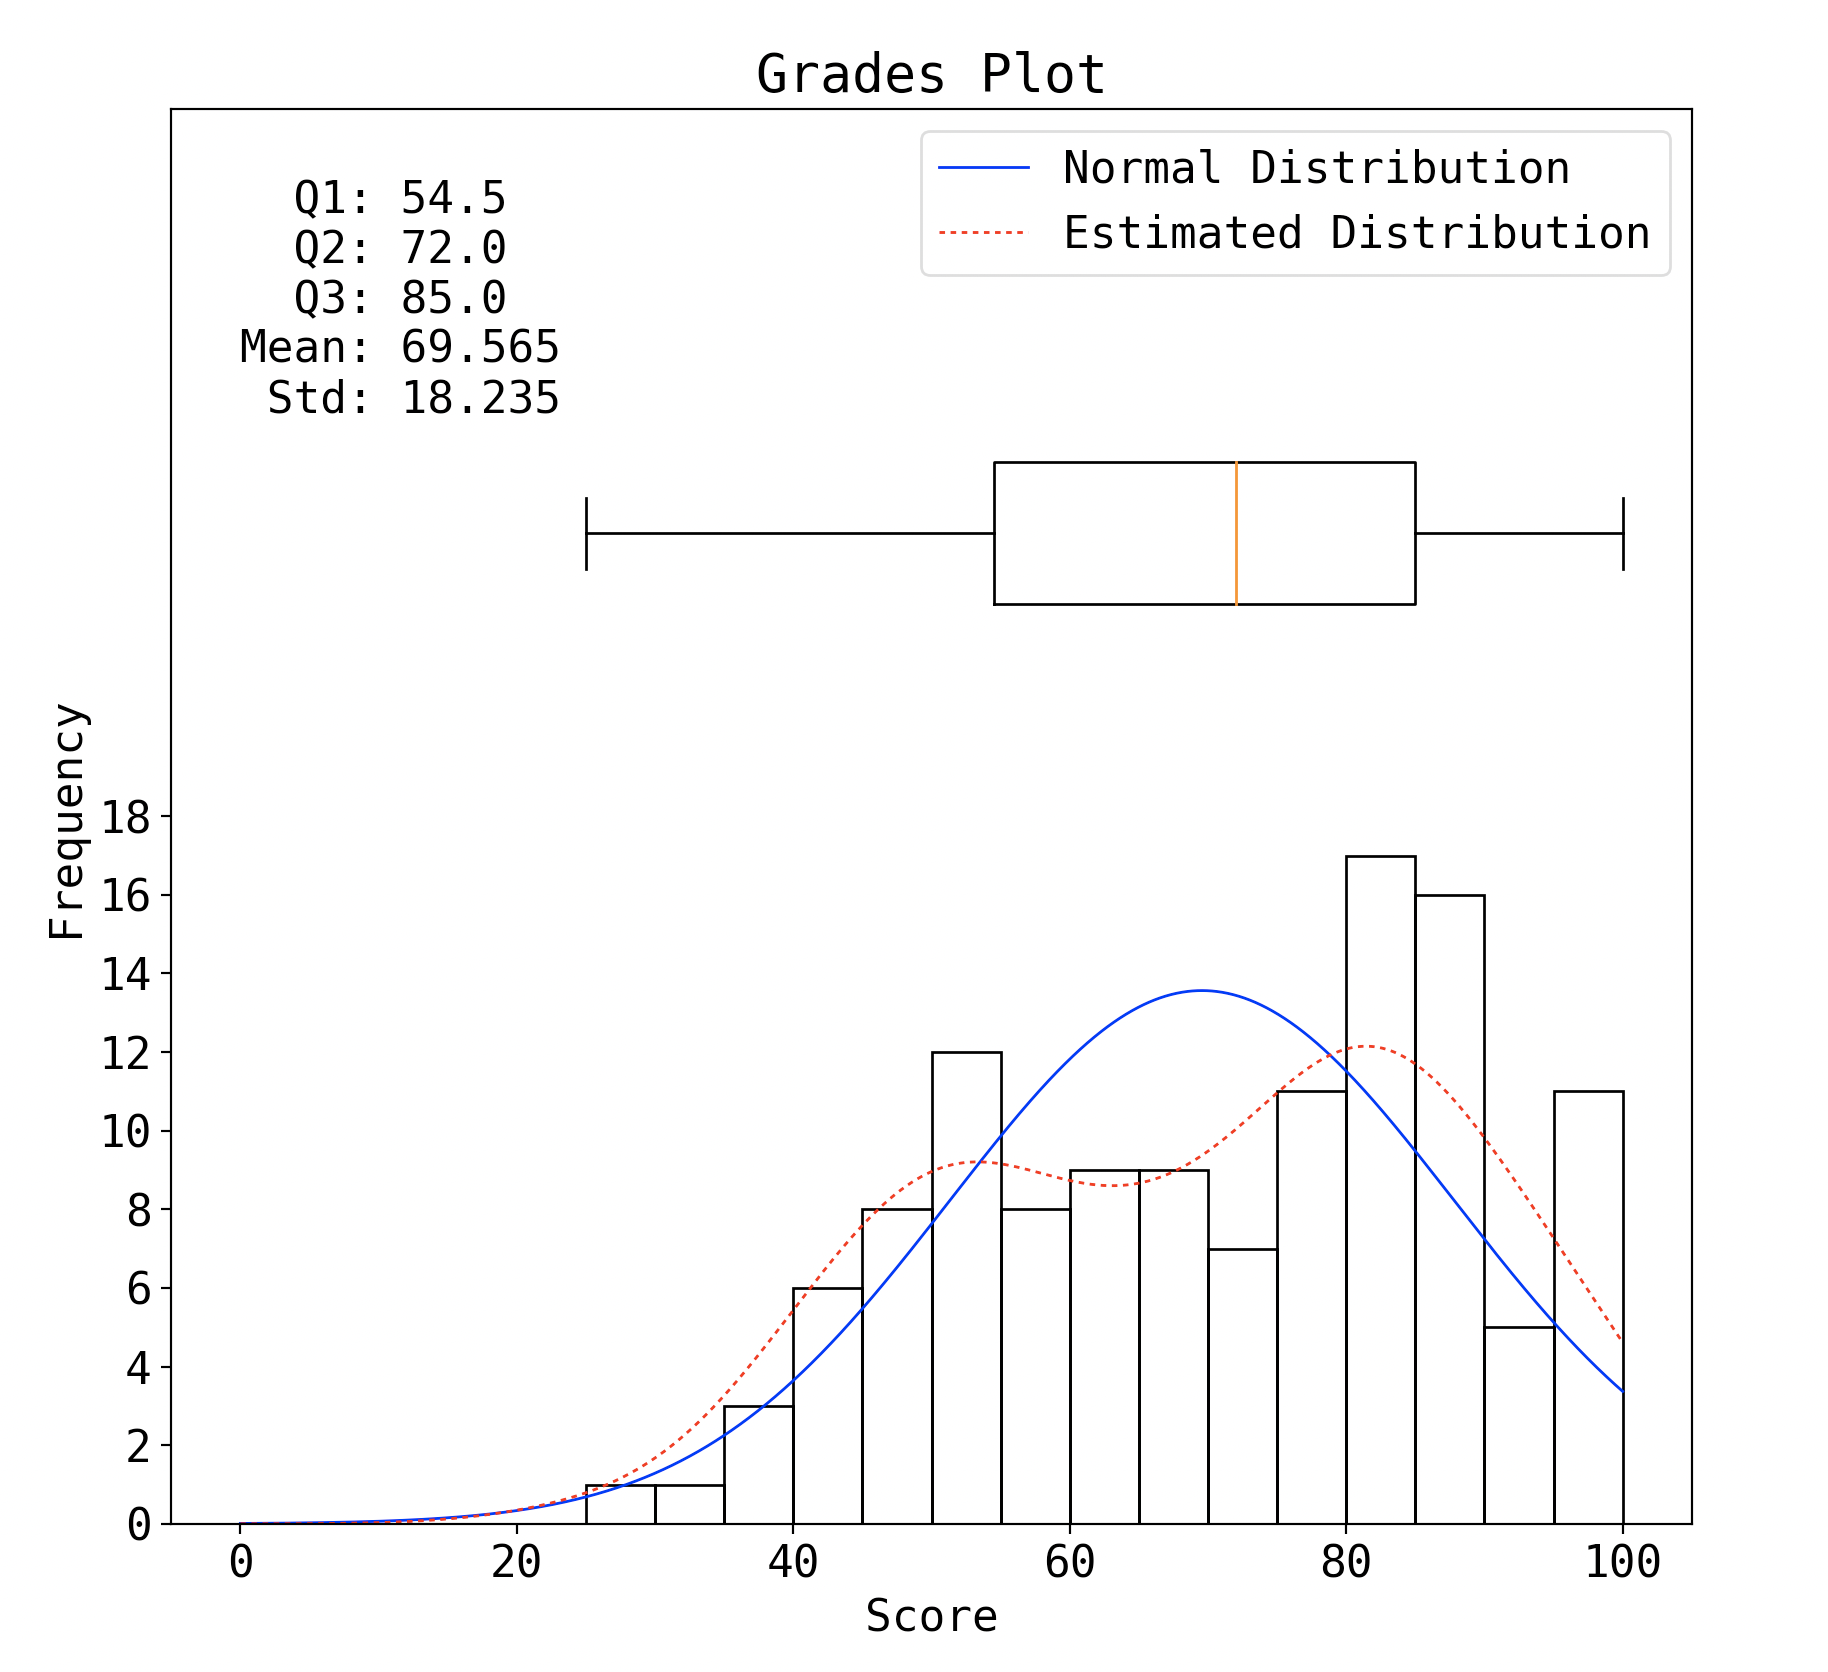 Grades Plot
Normal Distribution
Estimated Distribution
Q1: 54.5
Q2: 72.0
Q3: 85.0
Mean: 69.565
Std: 18.235
Frequency
18
16
14
12
10
8
6
4
2
0
0 20 40 60 80 100
Score